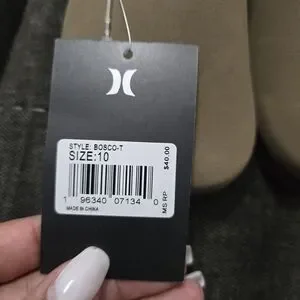 STYLE: BOSCO-T
SIZE:10
$40.00
1 96340 07134 0
MADE IN CHINA
MSRP